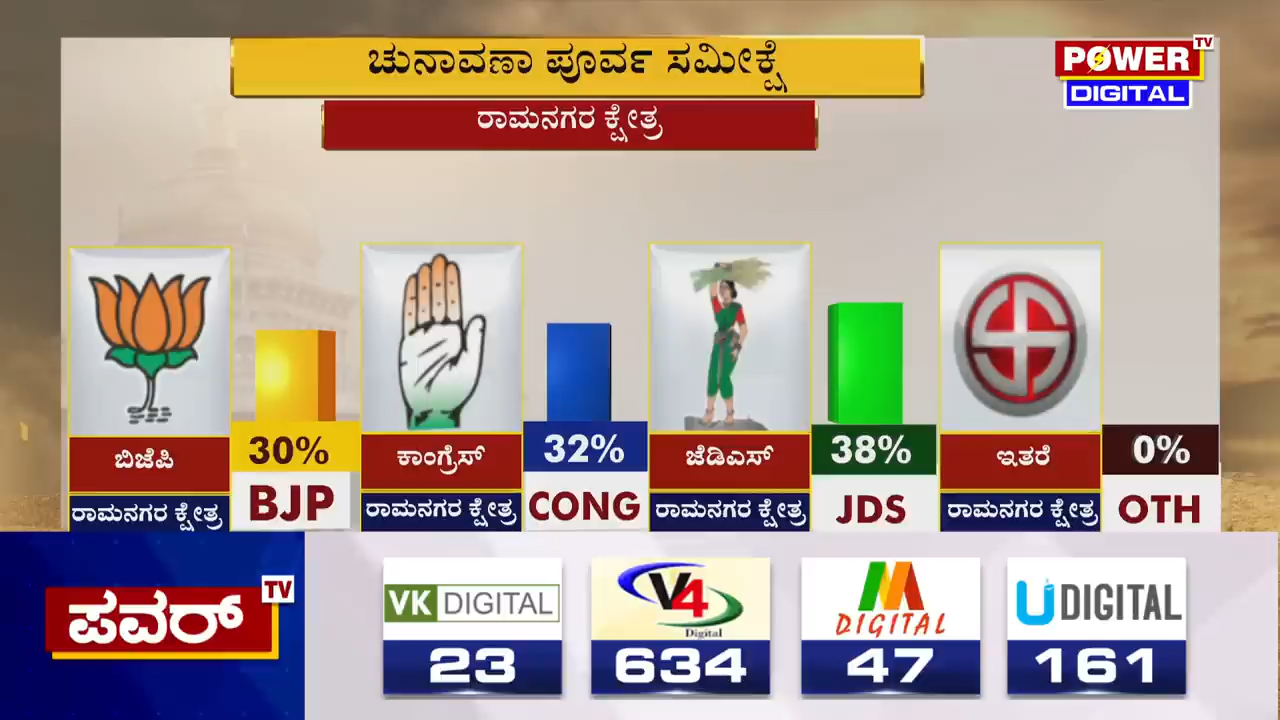 ಚುನಾವಣಾ ಪೂರ್ವ ಸಮೀಕ್ಷೆ
ರಾಮನಗರ ಕ್ಷೇತ್ರ
POWER TV
DIGITAL
ಬಿಜೆಪಿ
30%
ಕಾಂಗ್ರೆಸ್
32%
ಜೆಡಿಎಸ್
38%
ಇತರೆ
0%
ರಾಮನಗರ ಕ್ಷೇತ್ರ
BJP
ರಾಮನಗರ ಕ್ಷೇತ್ರ
CONG
ರಾಮನಗರ ಕ್ಷೇತ್ರ
JDS
ರಾಮನಗರ ಕ್ಷೇತ್ರ
OTH
ಪವರ್ TV
VK DIGITAL
23
V4
Digital
634
M
DIGITAL
47
U DIGITAL
161